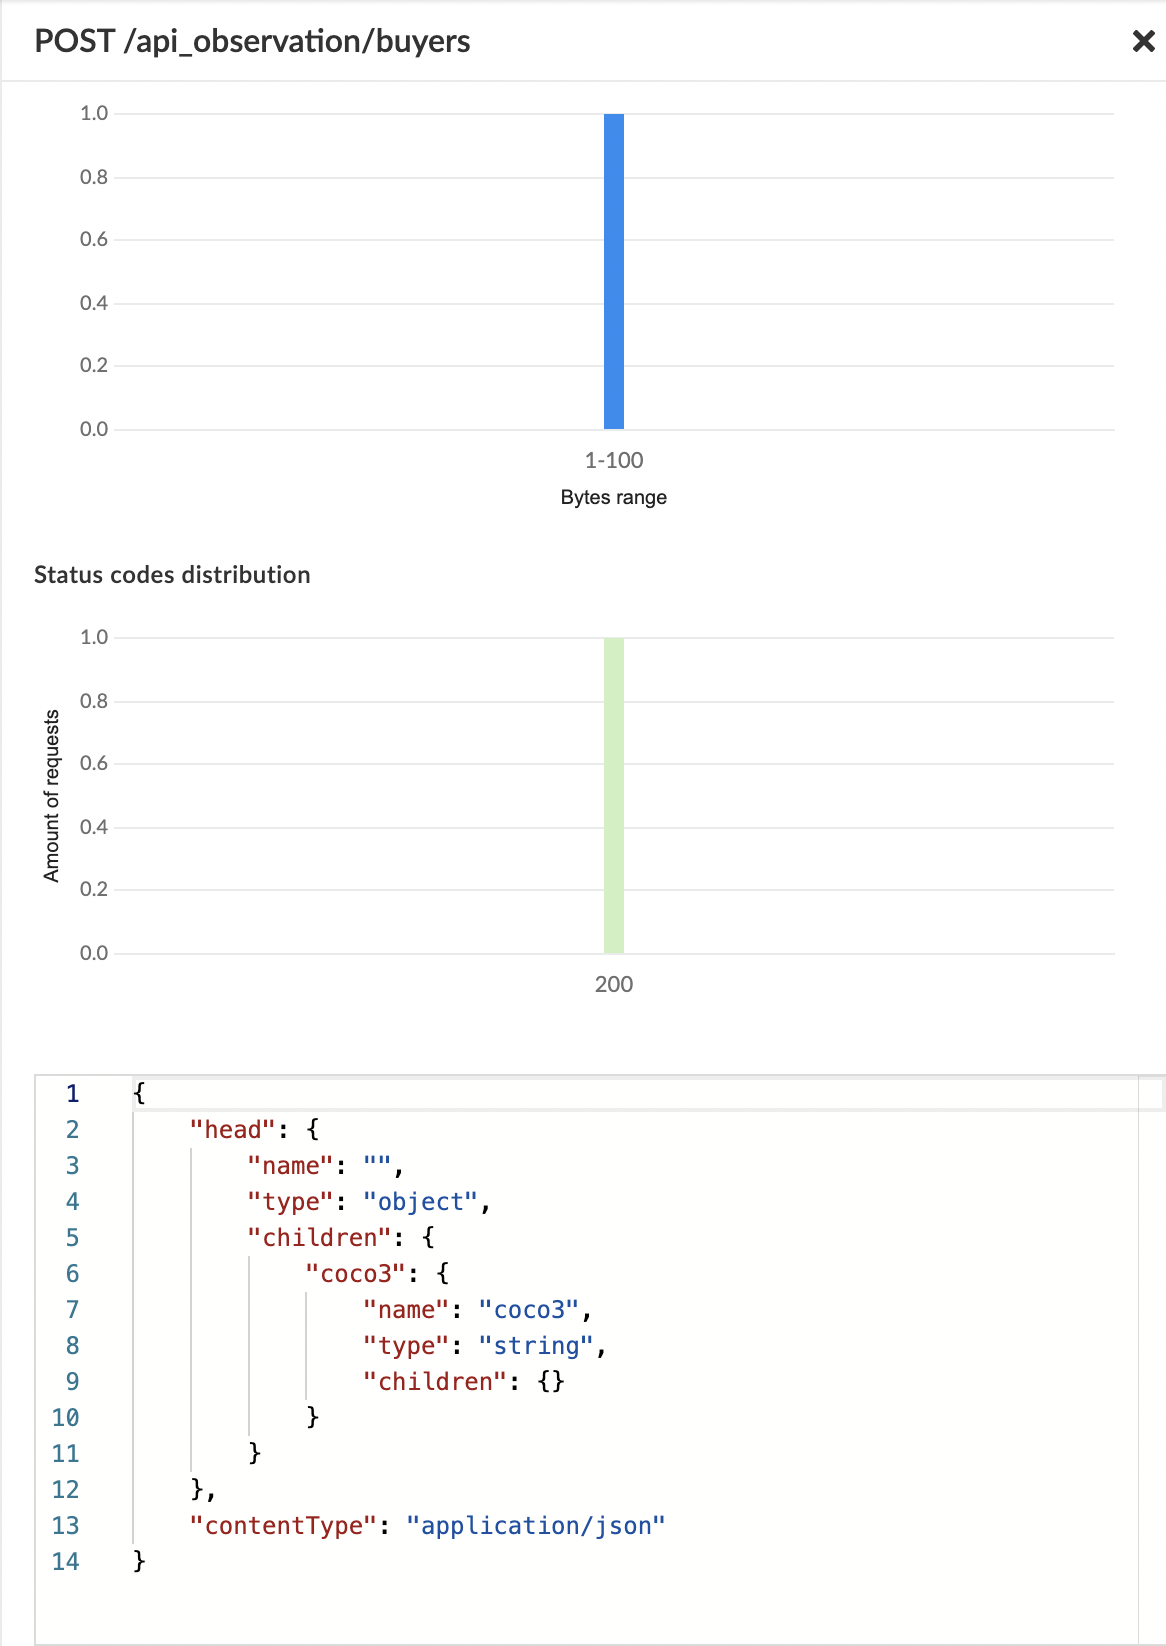 POST /api_observation/buyers
1.0
0.8
0.6
0.4
0.2
0.0
1-100
Bytes range
Status codes distribution
Amount of requests
1.0
0.8
0.6
0.4
0.2
0.0
200
1 {
2     "head": {
3         "name": "",
4         "type": "object",
5         "children": {
6             "coco3": {
7                 "name": "coco3",
8                 "type": "string",
9                 "children": {}
10             }
11         }
12     },
13     "contentType": "application/json"
14 }